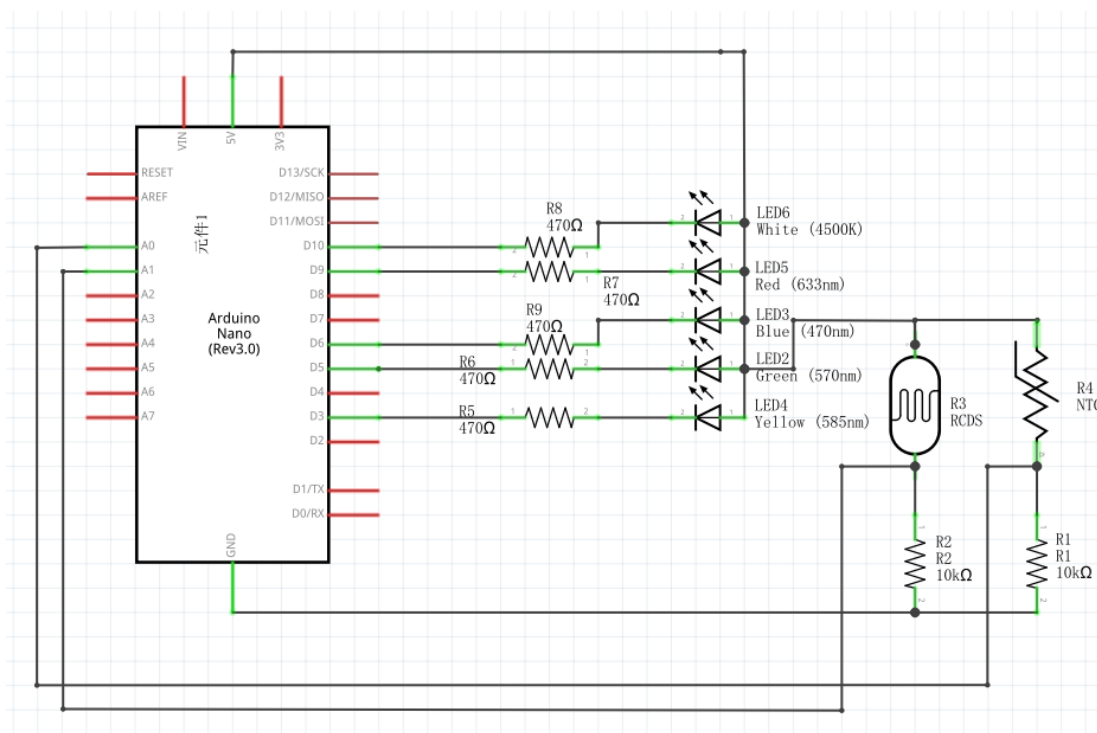 VIN
5V
3V3
RESET
AREF
A0
A1
A2
A3
A4
A5
A6
A7
元件1
Arduino
Nano
(Rev3.0)
GND
D13/SCK
D12/MISO
D11/MOSI
D10
D9
D8
D7
D6
D5
D4
D3
D2
D1/TX
D0/RX
R8
470Ω
R7
470Ω
R9
470Ω
R6
470Ω
R5
470Ω
LED6
White (4500K)
LED5
Red (633nm)
LED3
Blue (470nm)
LED2
Green (570nm)
LED4
Yellow (585nm)
R3
RCDS
R4
NTC
R2
R2
10kΩ
R1
R1
10kΩ